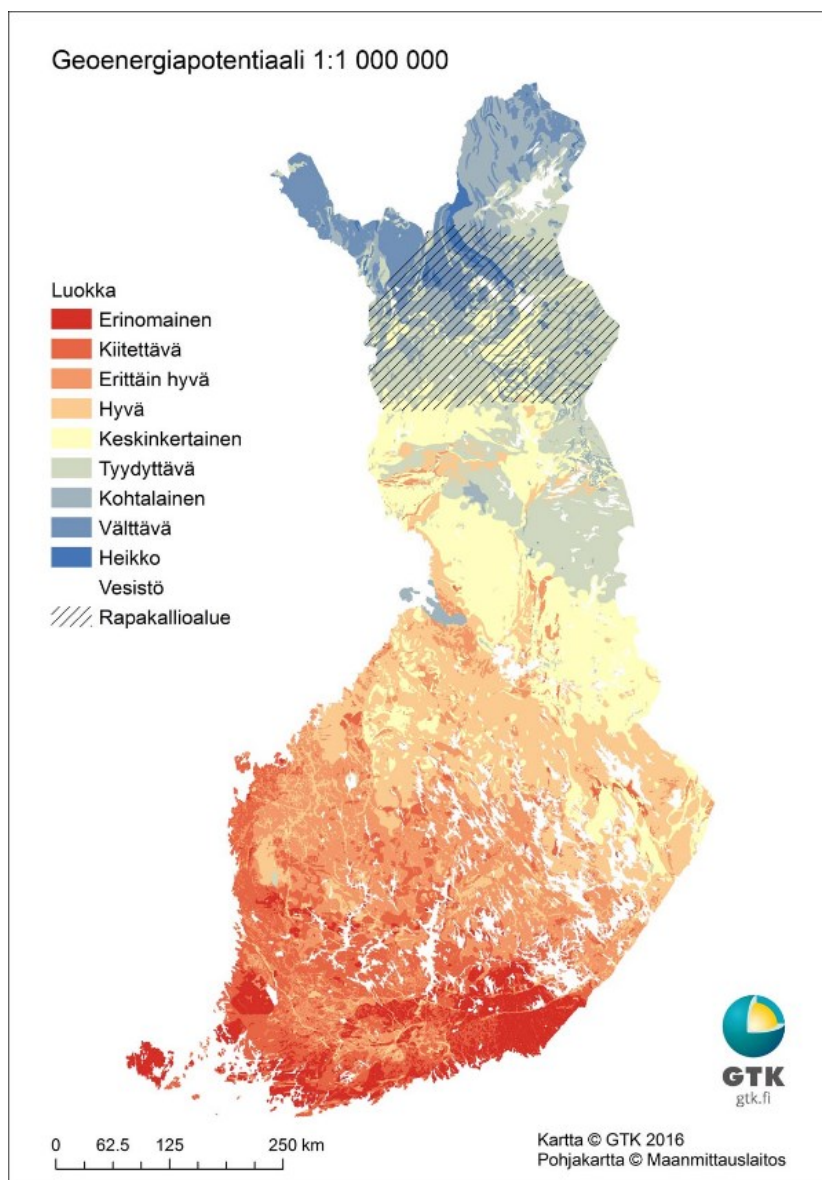 Geoenergiapotentiaali 1:1 000 000
Luokka
Erinomainen
Kiitettävä
Erittäin hyvä
Hyvä
Keskinkertainen
Tyydyttävä
Kohtalainen
Välttävä
Heikko
Vesistö
Rapakallioalue
GTK
gtk.fi
0 62.5 125 250 km
Kartta © GTK 2016
Pohjakartta © Maanmittauslaitos